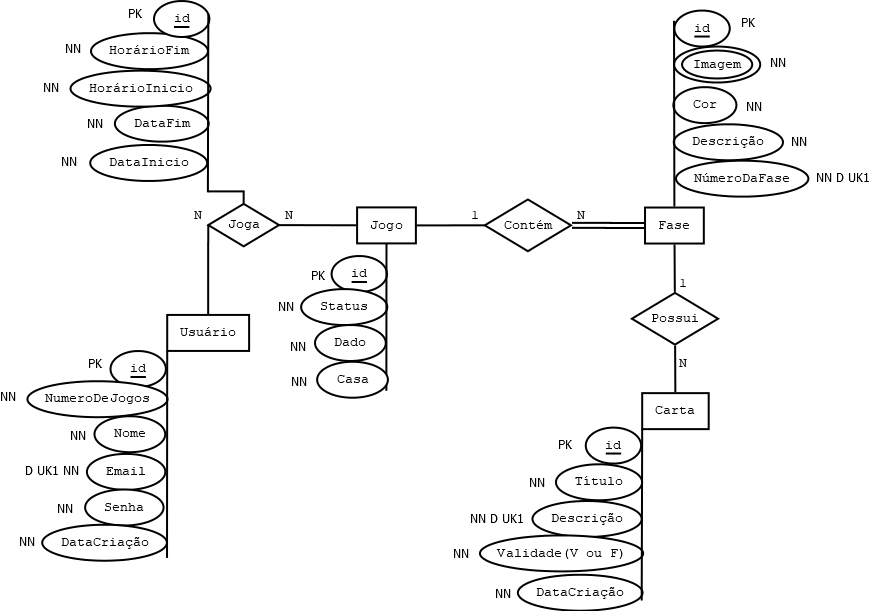 PK id
NN HorárioFim
NN HorárioInicio
NN DataFim
NN DataInicio
id PK
Imagem NN
Cor NN
Descrição NN
NúmeroDaFase NN D UK1
N Joga N
Jogo
1 Contém N
Fase
PK id
NN Status
NN Dado
NN Casa
1
Possui
N
Usuário
PK id
NN NumeroDeJogos
NN Nome
D UK1 NN Email
NN Senha
NN DataCriação
Carta
PK id
NN Título
NN D UK1 Descrição
NN Validade(V ou F)
NN DataCriação